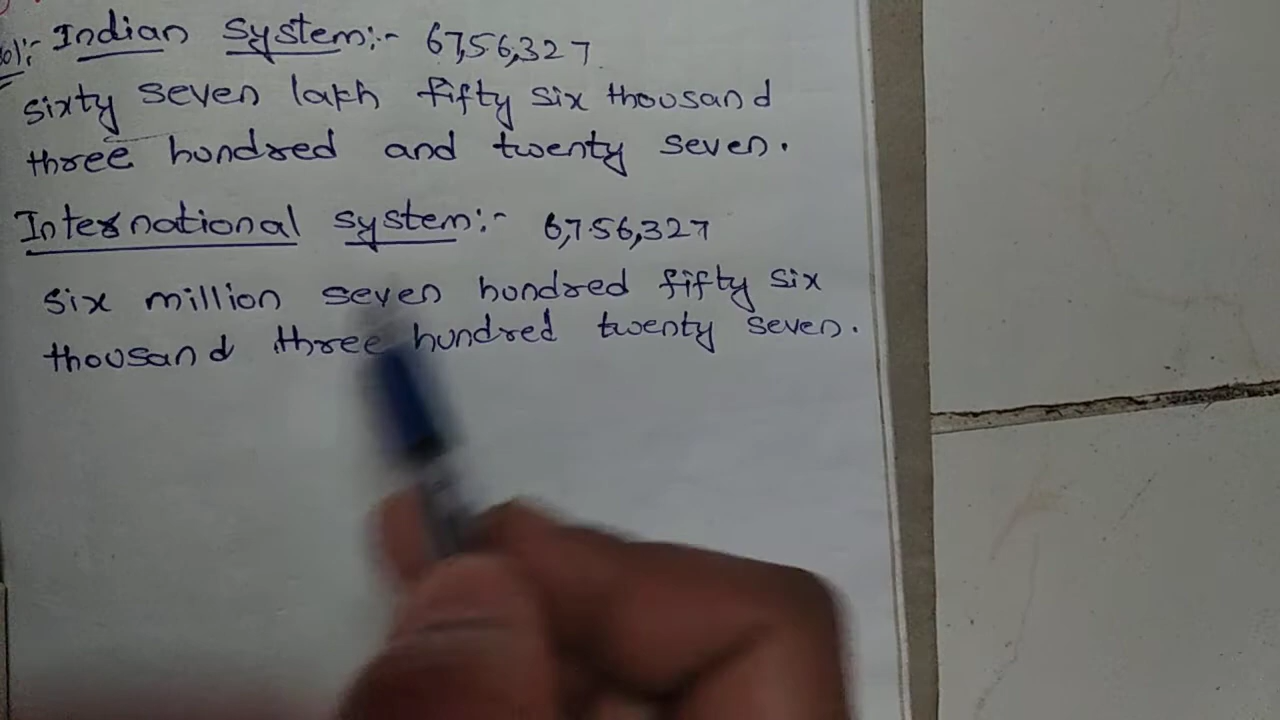 Sol:- Indian System:- 67,56,327
sixty seven lakh fifty six thousand
three hundred and twenty seven.
International system:- 6,756,327
six million seven hundred fifty six
thousand three hundred twenty seven.